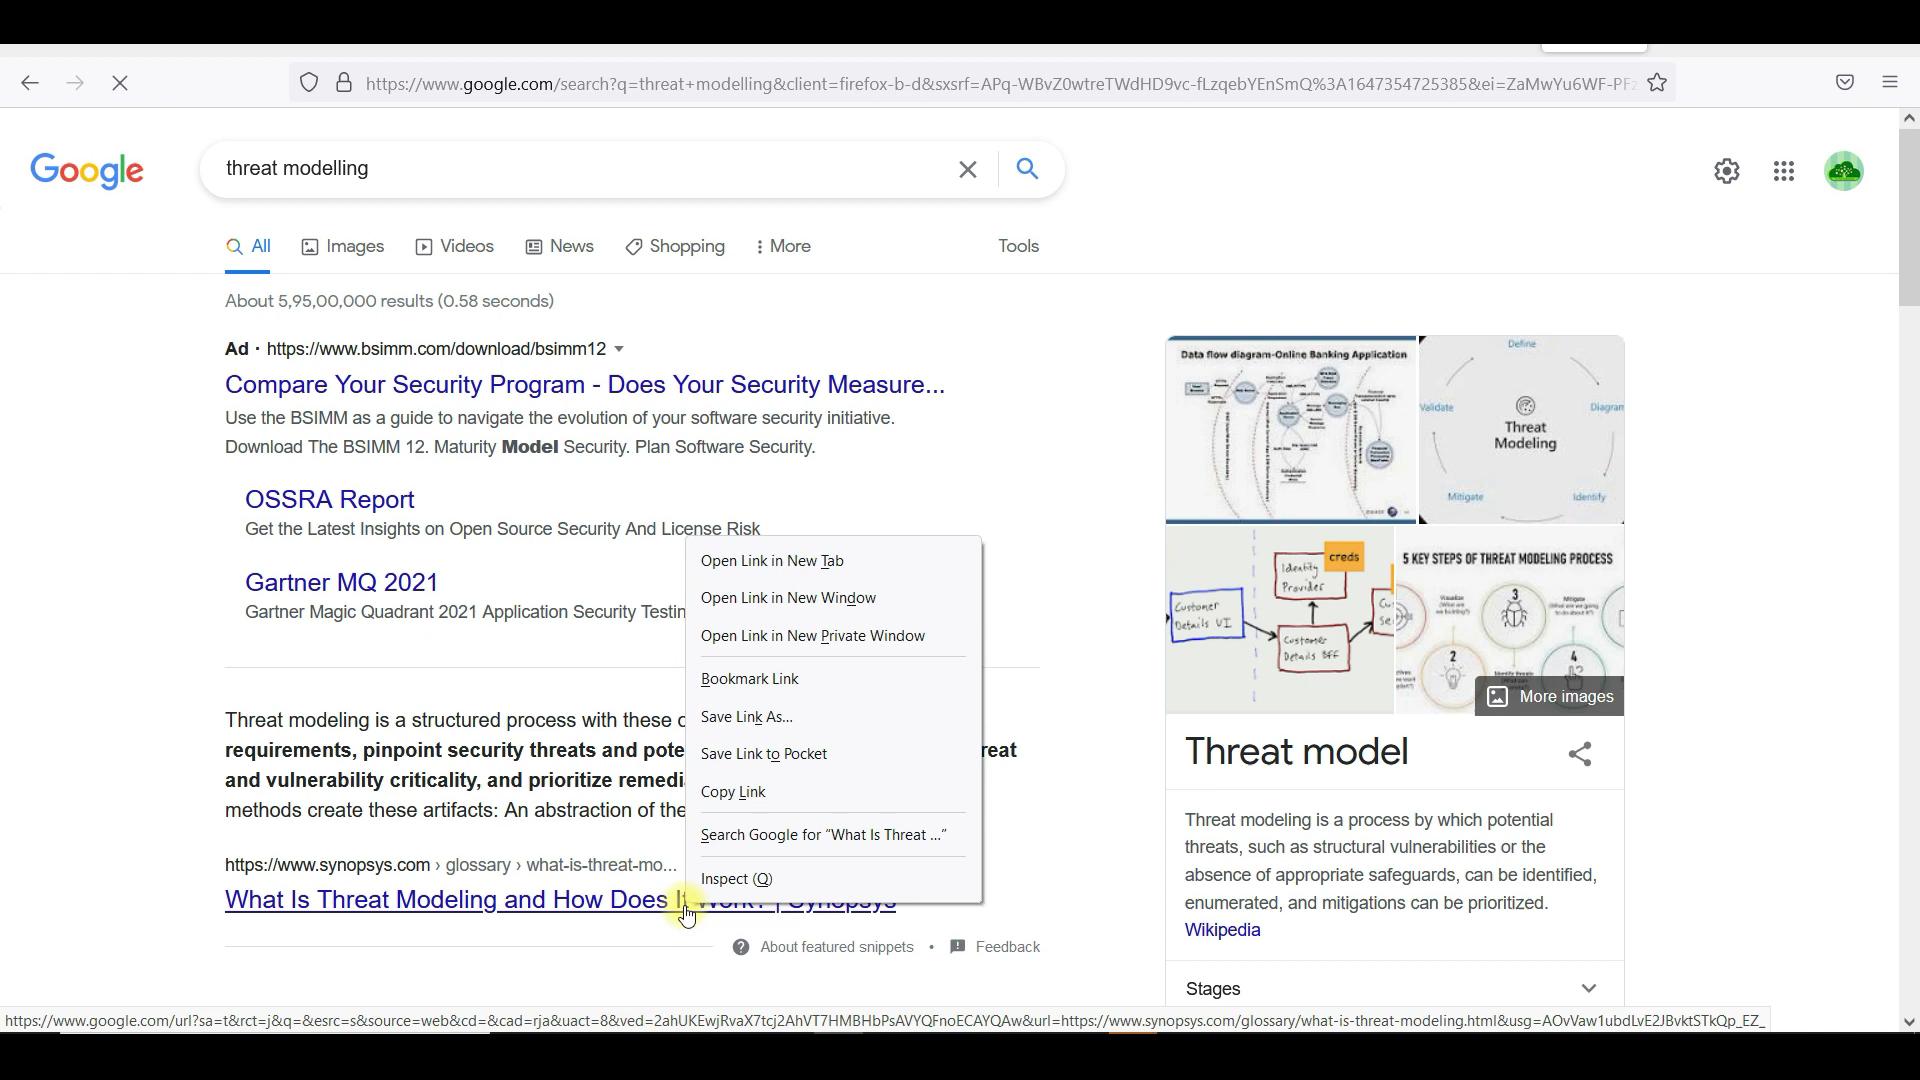 https://www.google.com/search?q=threat+modelling&client=firefox-b-d&sxsrf=APq-WBvZ0wtreTWdHD9vc-fLzqebYEnSmQ%3A1647354725385&ei=ZaMwYu6WF-PFz
Google
threat modelling
All Images Videos News Shopping More Tools
About 5,95,00,000 results (0.58 seconds)
Ad · https://www.bsimm.com/download/bsimm12
Compare Your Security Program - Does Your Security Measure...
Use the BSIMM as a guide to navigate the evolution of your software security initiative.
Download The BSIMM 12. Maturity Model Security. Plan Software Security.
OSSRA Report
Get the Latest Insights on Open Source Security And License Risk
Gartner MQ 2021
Gartner Magic Quadrant 2021 Application Security Testin
Threat modeling is a structured process with these
requirements, pinpoint security threats and pote reat
and vulnerability criticality, and prioritize remedi
methods create these artifacts: An abstraction of the
https://www.synopsys.com › glossary › what-is-threat-mo...
What Is Threat Modeling and How Does It Work? | Synopsys
About featured snippets • Feedback
Open Link in New Tab
Open Link in New Window
Open Link in New Private Window
Bookmark Link
Save Link As...
Save Link to Pocket
Copy Link
Search Google for "What Is Threat ..."
Inspect (Q)
Data flow diagram-Online Banking Application
Define
Validate
Diagram
Threat
Modeling
Mitigate
Identify
creds
Identity
Provider
Customer
Details UI
Customer
Details BFF
5 KEY STEPS OF THREAT MODELING PROCESS
3
2
4
More images
Threat model
Threat modeling is a process by which potential
threats, such as structural vulnerabilities or the
absence of appropriate safeguards, can be identified,
enumerated, and mitigations can be prioritized.
Wikipedia
Stages
https://www.google.com/url?sa=t&rct=j&q=&esrc=s&source=web&cd=&cad=rja&uact=8&ved=2ahUKEwjRvaX7tcj2AhVT7HMBHbPsAVYQFnoECAYQAw&url=https://www.synopsys.com/glossary/what-is-threat-modeling.html&usg=AOvVaw1ubdLvE2JBvktSTkQp_EZ_